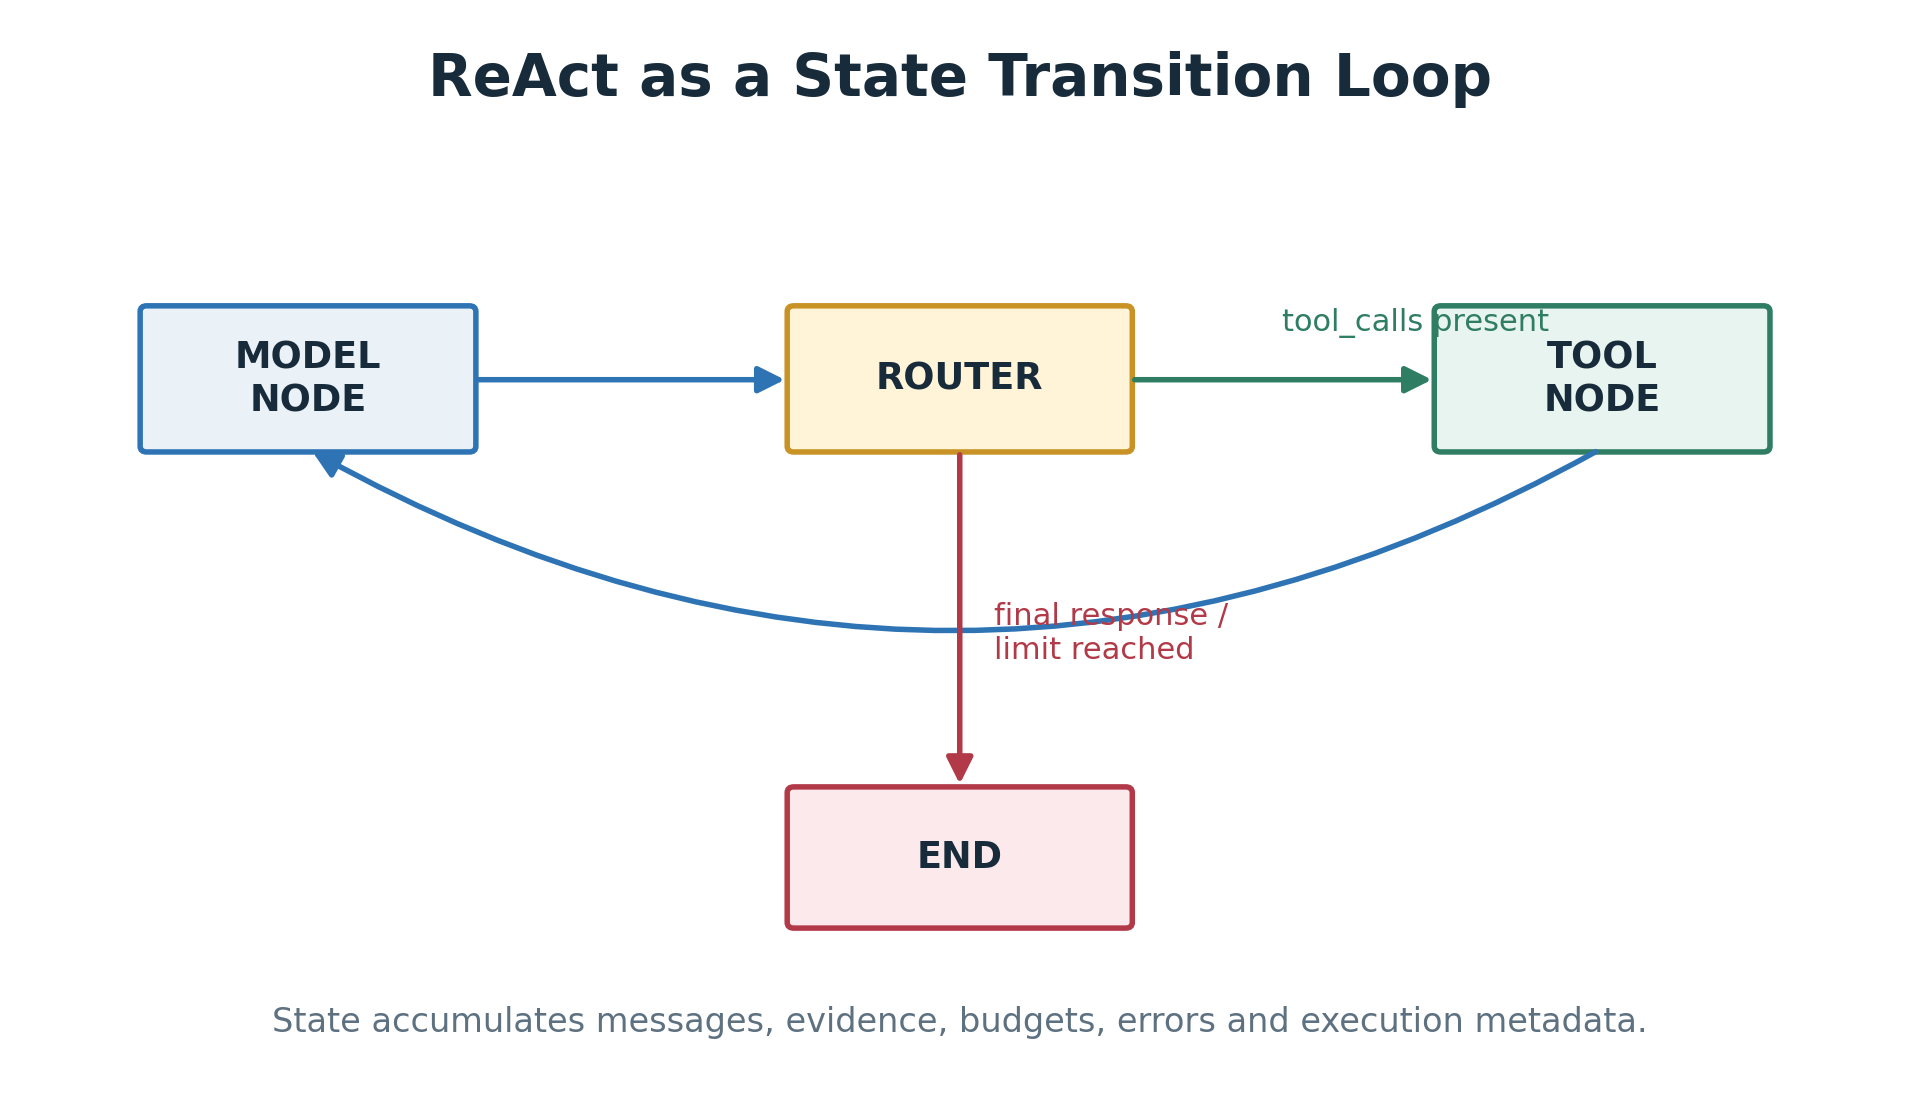 ReAct as a State Transition Loop
MODEL
NODE
ROUTER
tool_calls present
TOOL
NODE
final response /
limit reached
END
State accumulates messages, evidence, budgets, errors and execution metadata.